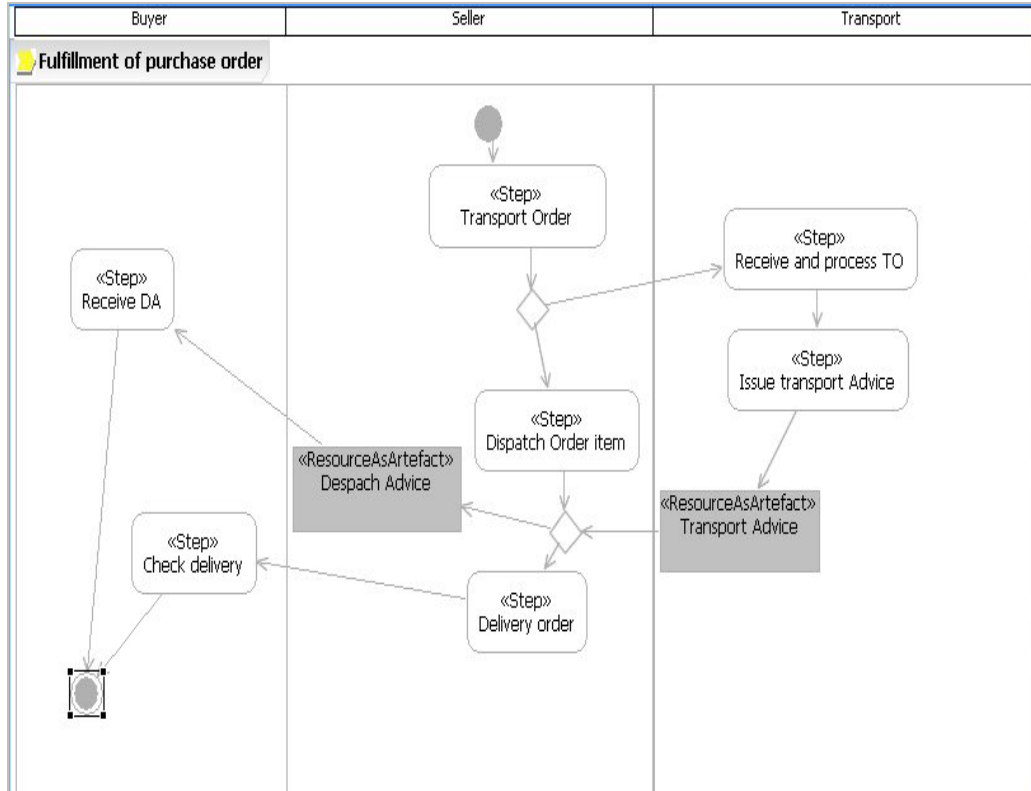 Buyer
Seller
Transport
Fulfillment of purchase order
«Step»
Transport Order
«Step»
Receive and process TO
«Step»
Receive DA
«Step»
Issue transport Advice
«Step»
Dispatch Order item
«ResourceAsArtefact»
Despach Advice
«ResourceAsArtefact»
Transport Advice
«Step»
Check delivery
«Step»
Delivery order